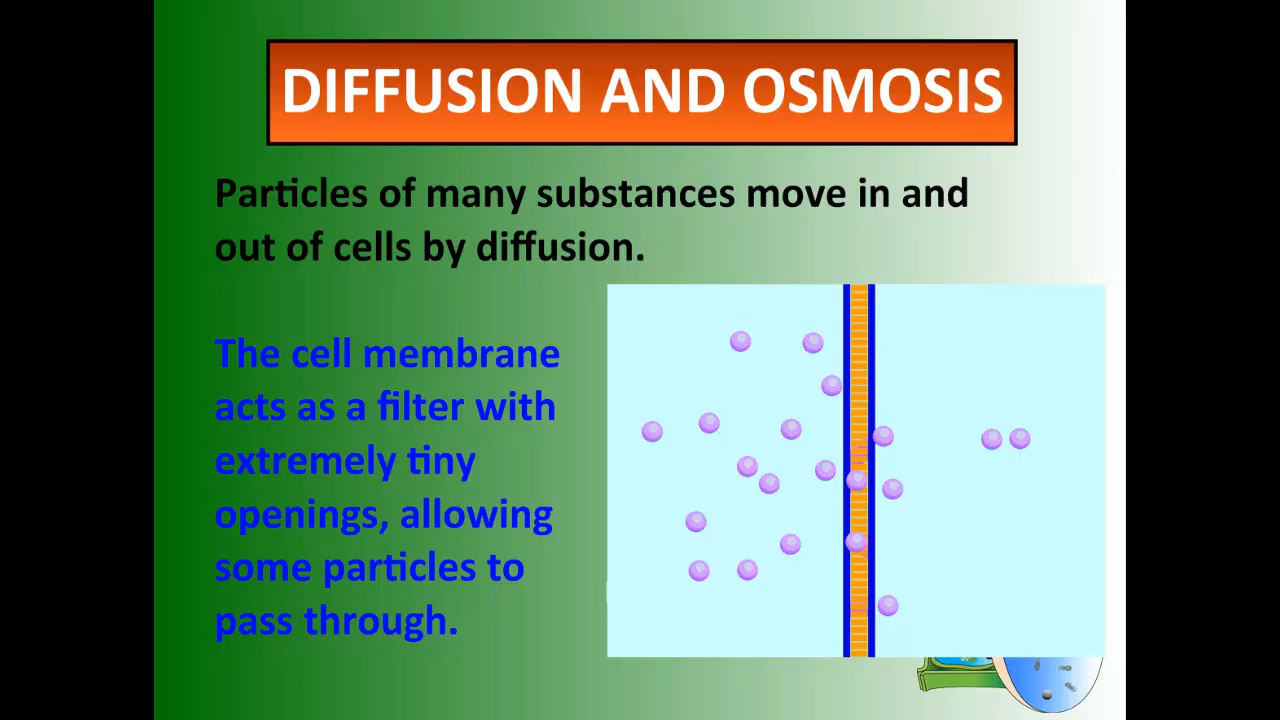 DIFFUSION AND OSMOSIS
Particles of many substances move in and
out of cells by diffusion.
The cell membrane
acts as a filter with
extremely tiny
openings, allowing
some particles to
pass through.